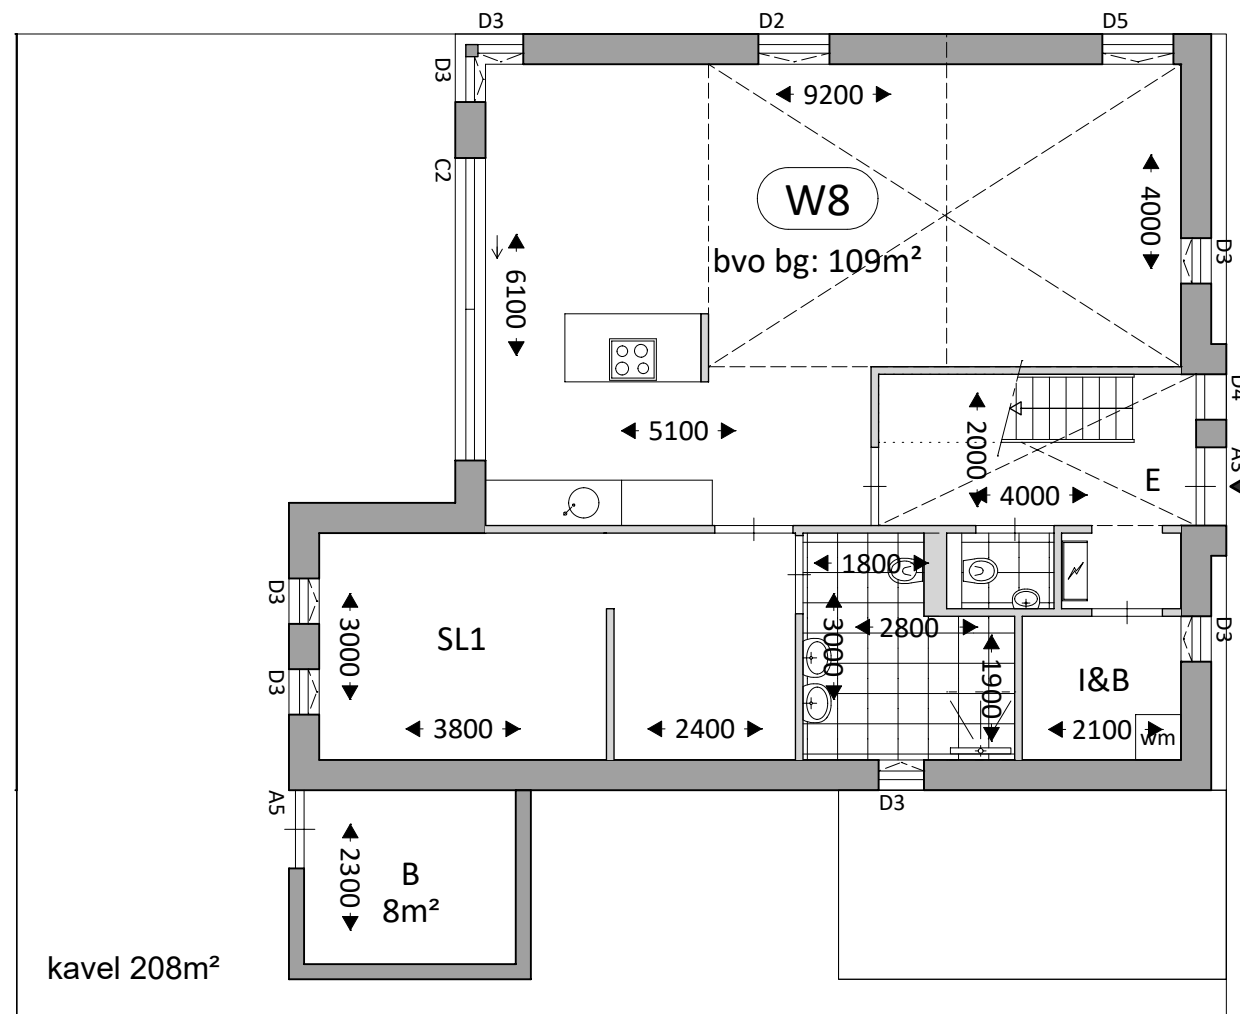 D3
D2
D5
D3
9200
C2
W8
4000
bvo bg: 109m²
D3
6100
D4
5100
2000
A3
4000
E
1800
D3
3000
SL1
3000
2800
D3
D3
1900
I&B
3800
2400
2100
wm
A5
D3
2300
B
8m²
kavel 208m²